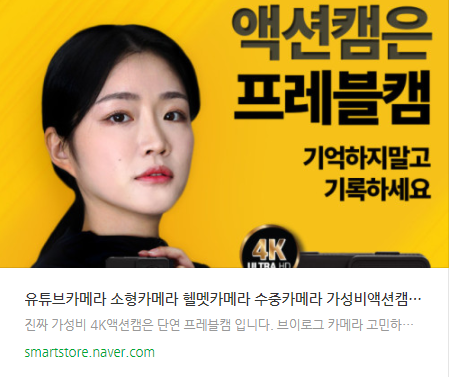 액션캠은
프레블캠
기억하지말고
기록하세요
4K
ULTRA HD
유튜브카메라 소형카메라 헬멧카메라 수중카메라 가성비액션캠…
진짜 가성비 4K액션캠은 단연 프레블캠 입니다. 브이로그 카메라 고민하…
smartstore.naver.com